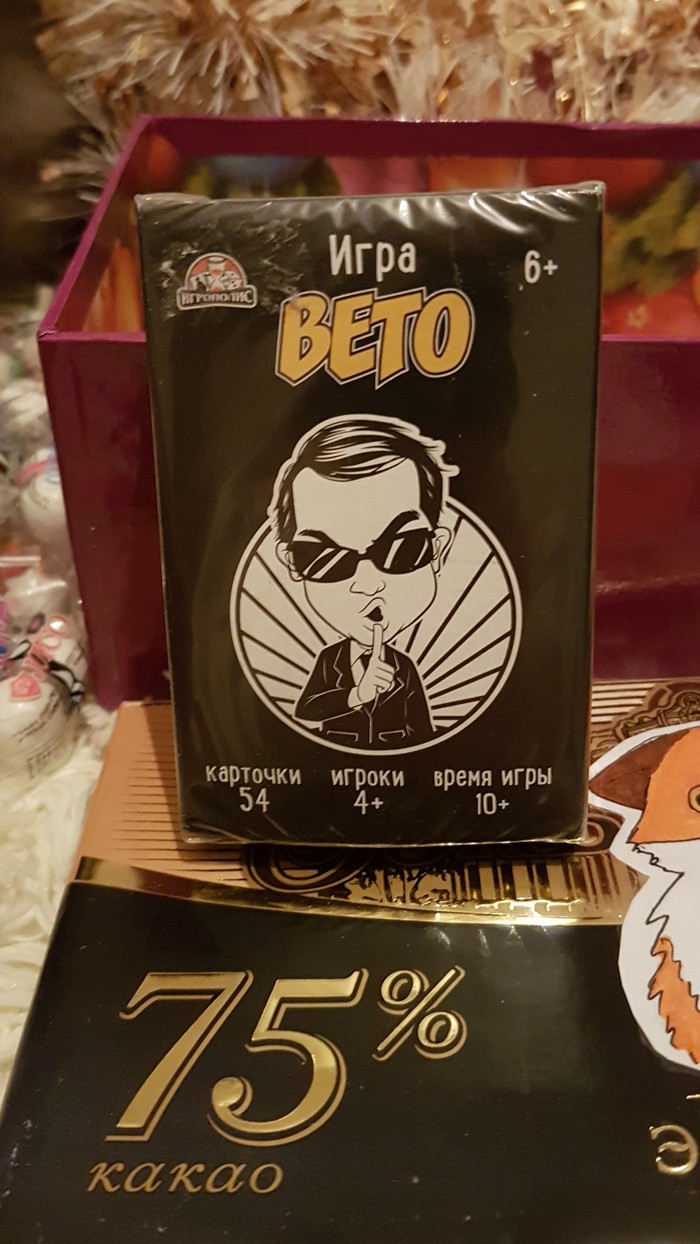 Игра
6+
ИГРОПОЛИС
ВЕТО
карточки игроки время игры
54 4+ 10+
75%
какао